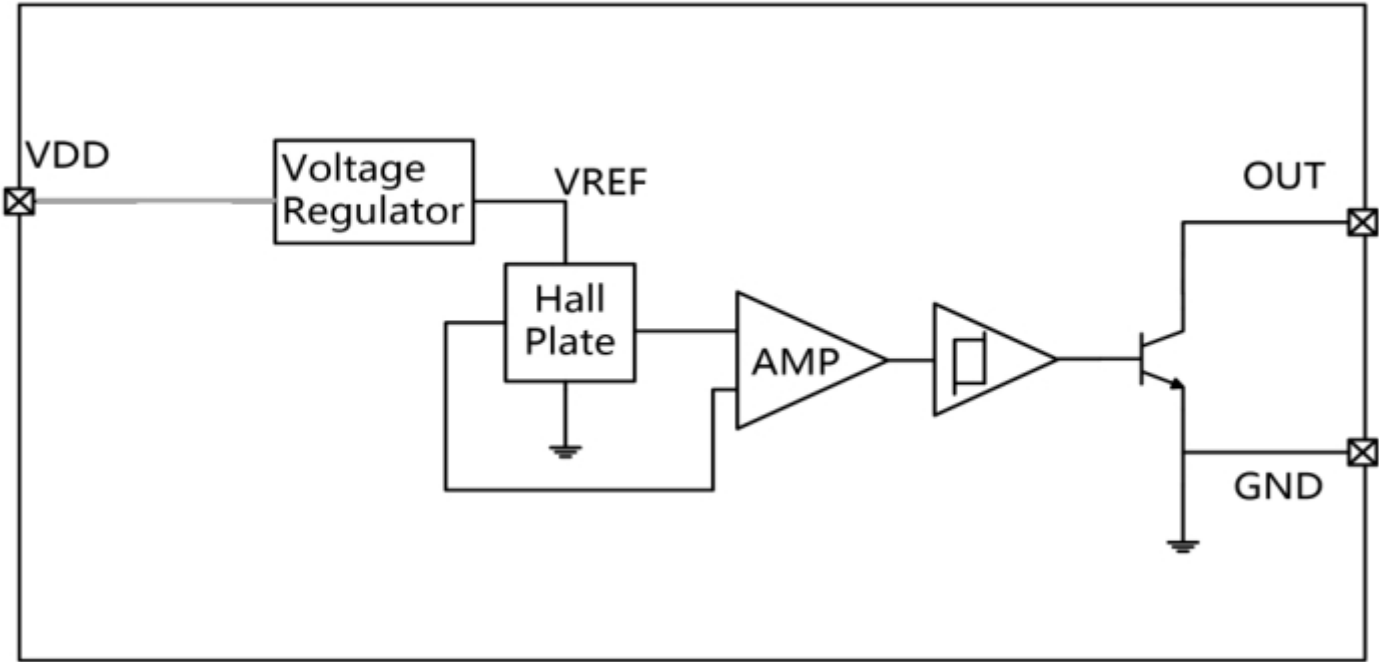 VDD
Voltage
Regulator
VREF
OUT
Hall
Plate
AMP
GND